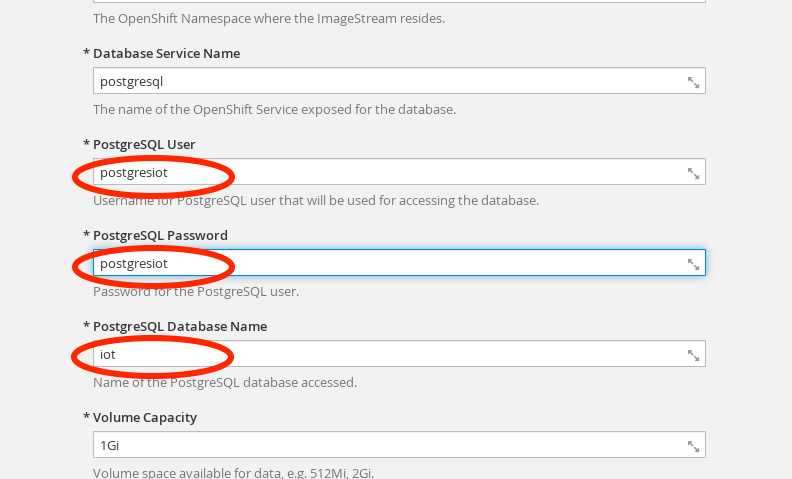 The OpenShift Namespace where the ImageStream resides.
* Database Service Name
postgresql
The name of the OpenShift Service exposed for the database.
* PostgreSQL User
postgresiot
Username for PostgreSQL user that will be used for accessing the database.
* PostgreSQL Password
postgresiot
Password for the PostgreSQL user.
* PostgreSQL Database Name
iot
Name of the PostgreSQL database accessed.
* Volume Capacity
1Gi
Volume space available for data, e.g. 512Mi, 2Gi.